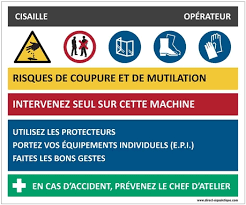 CISAILLE OPÉRATEUR
RISQUES DE COUPURE ET DE MUTILATION
INTERVENEZ SEUL SUR CETTE MACHINE
UTILISEZ LES PROTECTEURS
PORTEZ VOS ÉQUIPEMENTS INDIVIDUELS (E.P.I.)
FAITES LES BONS GESTES
EN CAS D'ACCIDENT, PRÉVENEZ LE CHEF D'ATELIER